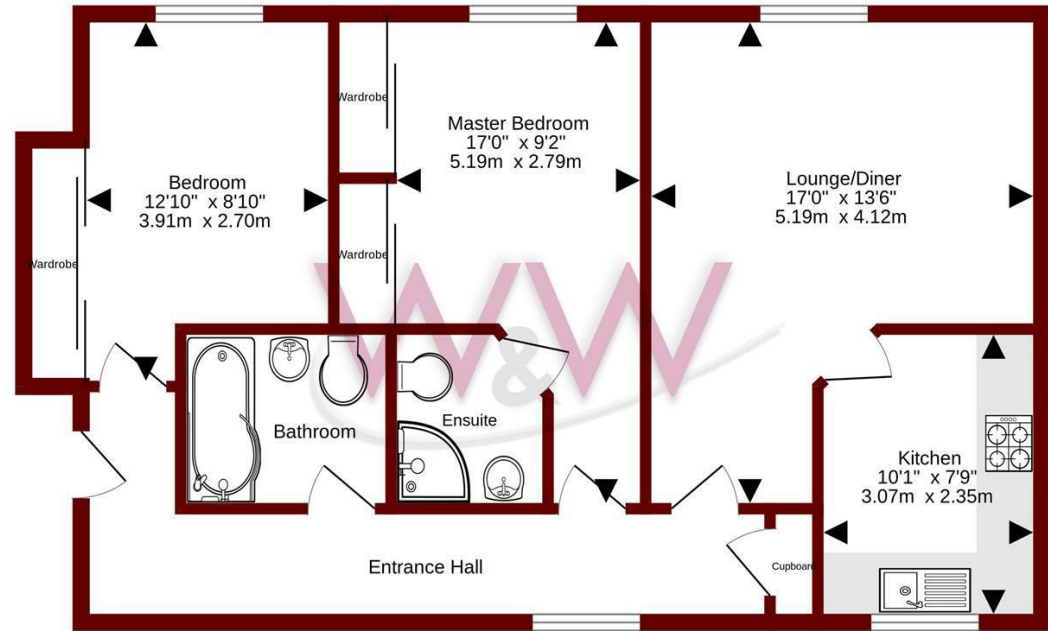 Bedroom
12'10" x 8'10"
3.91m x 2.70m
Wardrobe
Wardrobe
Wardrobe
Master Bedroom
17'0" x 9'2"
5.19m x 2.79m
Lounge/Diner
17'0" x 13'6"
5.19m x 4.12m
W&W
Bathroom
Ensuite
Kitchen
10'1" x 7'9"
3.07m x 2.35m
Entrance Hall
Cupboard